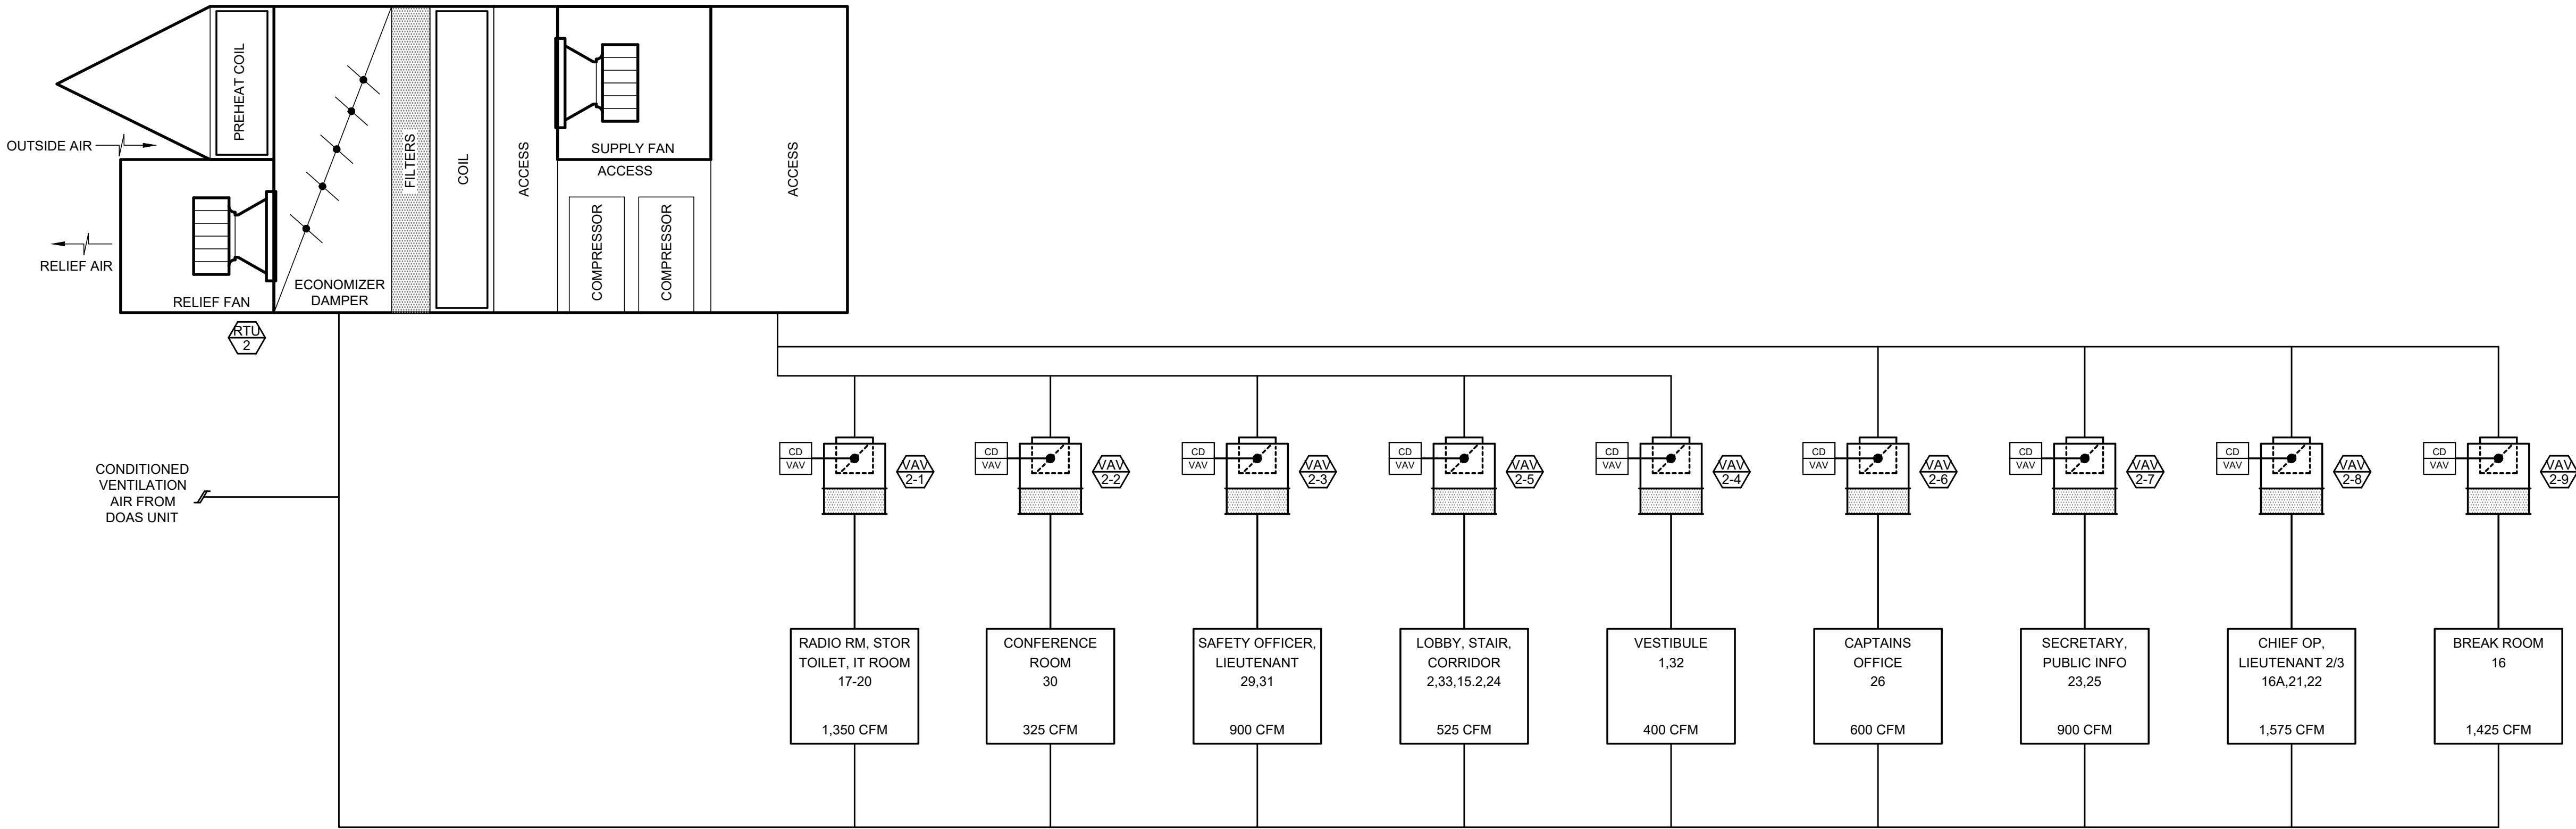 PREHEAT COIL
OUTSIDE AIR
RELIEF AIR
RELIEF FAN
ECONOMIZER
DAMPER
FILTERS
COIL
ACCESS
SUPPLY FAN
ACCESS
COMPRESSOR
COMPRESSOR
ACCESS
RTU
2
CONDITIONED
VENTILATION
AIR FROM
DOAS UNIT
CD
VAV
VAV
2-1
CD
VAV
VAV
2-2
CD
VAV
VAV
2-3
CD
VAV
VAV
2-5
CD
VAV
VAV
2-4
CD
VAV
VAV
2-6
CD
VAV
VAV
2-7
CD
VAV
VAV
2-8
CD
VAV
VAV
2-9
RADIO RM, STOR
TOILET, IT ROOM
17-20
1,350 CFM
CONFERENCE
ROOM
30
325 CFM
SAFETY OFFICER,
LIEUTENANT
29,31
900 CFM
LOBBY, STAIR,
CORRIDOR
2,33,15.2,24
525 CFM
VESTIBULE
1,32
400 CFM
CAPTAINS
OFFICE
26
600 CFM
SECRETARY,
PUBLIC INFO
23,25
900 CFM
CHIEF OP,
LIEUTENANT 2/3
16A,21,22
1,575 CFM
BREAK ROOM
16
1,425 CFM